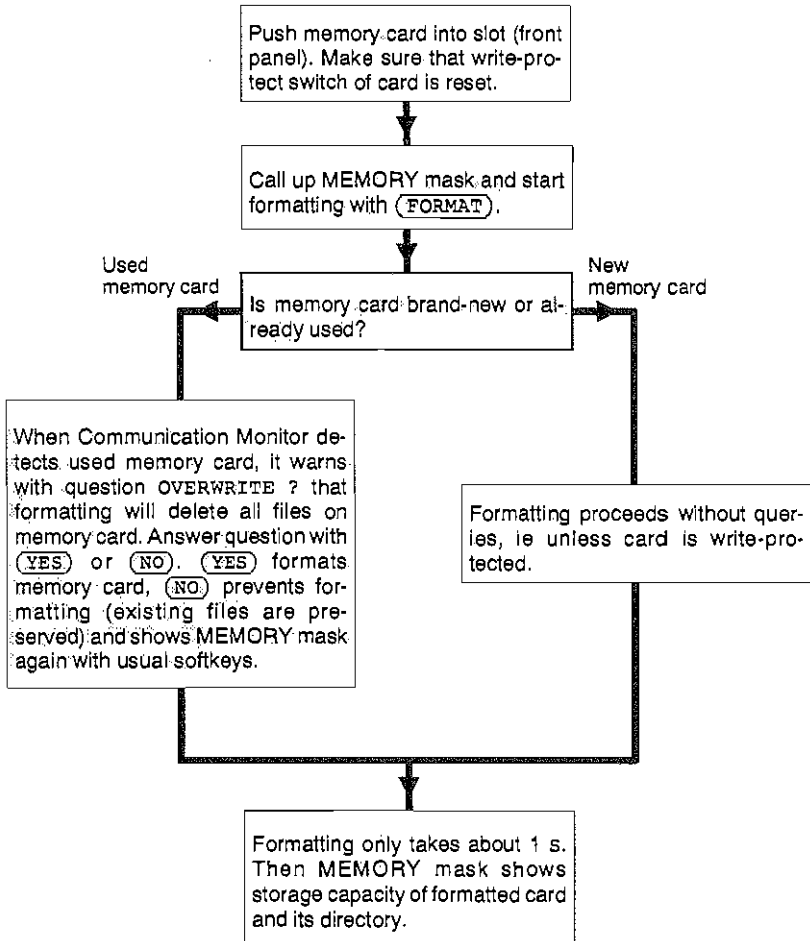 Push memory card into slot (front
panel). Make sure that write-pro-
tect switch of card is reset.
Call up MEMORY mask and start
formatting with (FORMAT).
Used
memory card
New
memory card
Is memory card brand-new or al-
ready used?
When Communication Monitor de-
tects used memory card, it warns
with question OVERWRITE ? that
formatting will delete all files on
memory card. Answer question with
(YES) or (NO). (YES) formats
memory card, (NO) prevents for-
matting (existing files are pre-
served) and shows MEMORY mask
again with usual softkeys.
Formatting proceeds without quer-
ies, ie unless card is write-pro-
tected.
Formatting only takes about 1 s.
Then MEMORY mask shows
storage capacity of formatted card
and its directory.